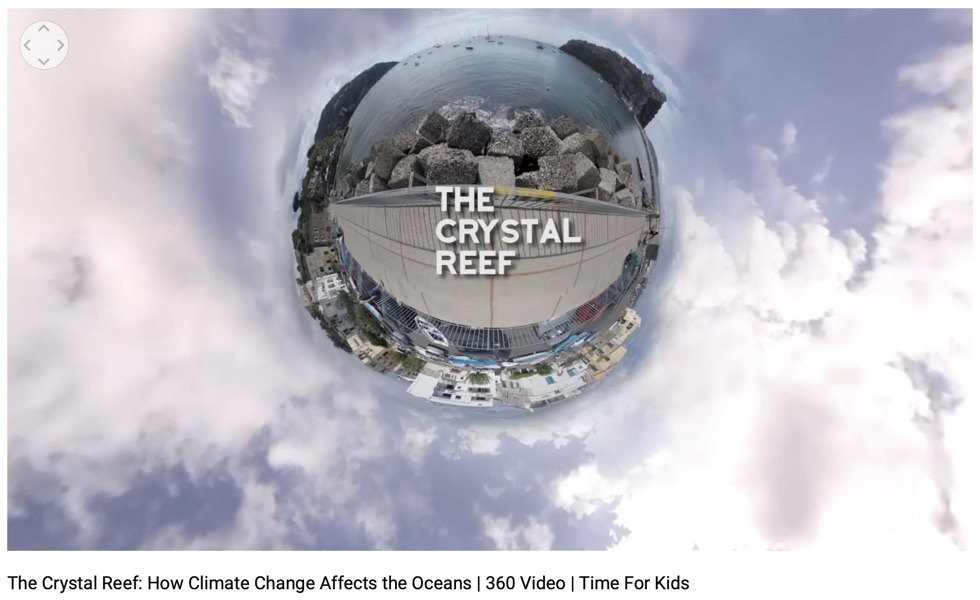 THE
CRYSTAL
REEF
The Crystal Reef: How Climate Change Affects the Oceans | 360 Video | Time For Kids